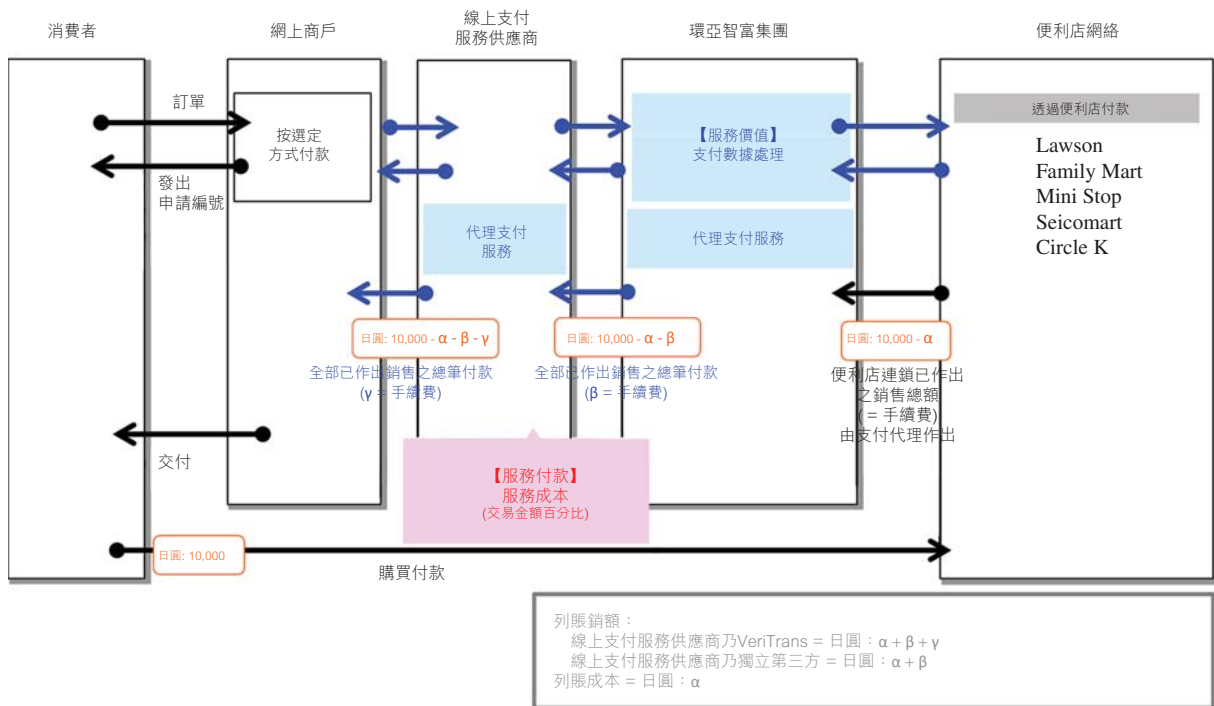 消費者
網上商戶
線上支付
服務供應商
環亞智富集團
便利店網絡
訂單
按選定
方式付款
發出
申請編號
【服務價值】
支付數據處理
透過便利店付款
Lawson
Family Mart
Mini Stop
Seicomart
Circle K
代理支付
服務
代理支付服務
日圓: 10,000 - α - β - γ
日圓: 10,000 - α - β
日圓: 10,000 - α
全部已作出銷售之總筆付款
(γ = 手續費)
全部已作出銷售之總筆付款
(β = 手續費)
便利店連鎖已作出
之銷售總額
( = 手續費)
由支付代理作出
交付
【服務付款】
服務成本
(交易金額百分比)
日圓: 10,000
購買付款
列賬銷額：
線上支付服務供應商乃VeriTrans = 日圓：α + β + γ
線上支付服務供應商乃獨立第三方 = 日圓：α + β
列賬成本 = 日圓：α